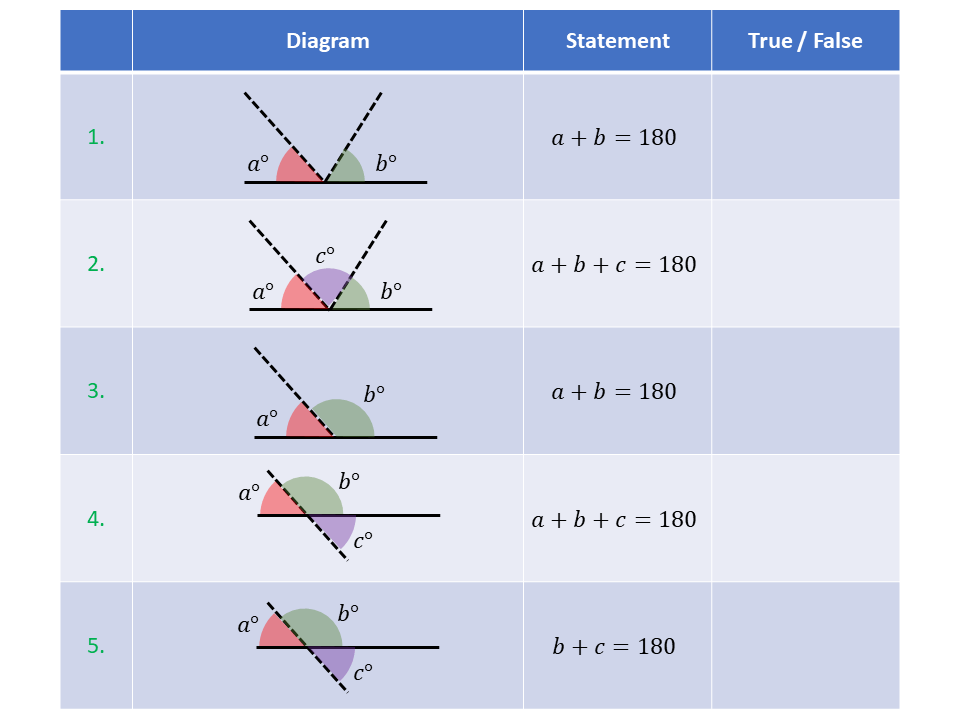 Diagram Statement True / False
1. a° b° a + b = 180
2. a° c° b° a + b + c = 180
3. a° b° a + b = 180
4. a° b° c° a + b + c = 180
5. a° b° c° b + c = 180